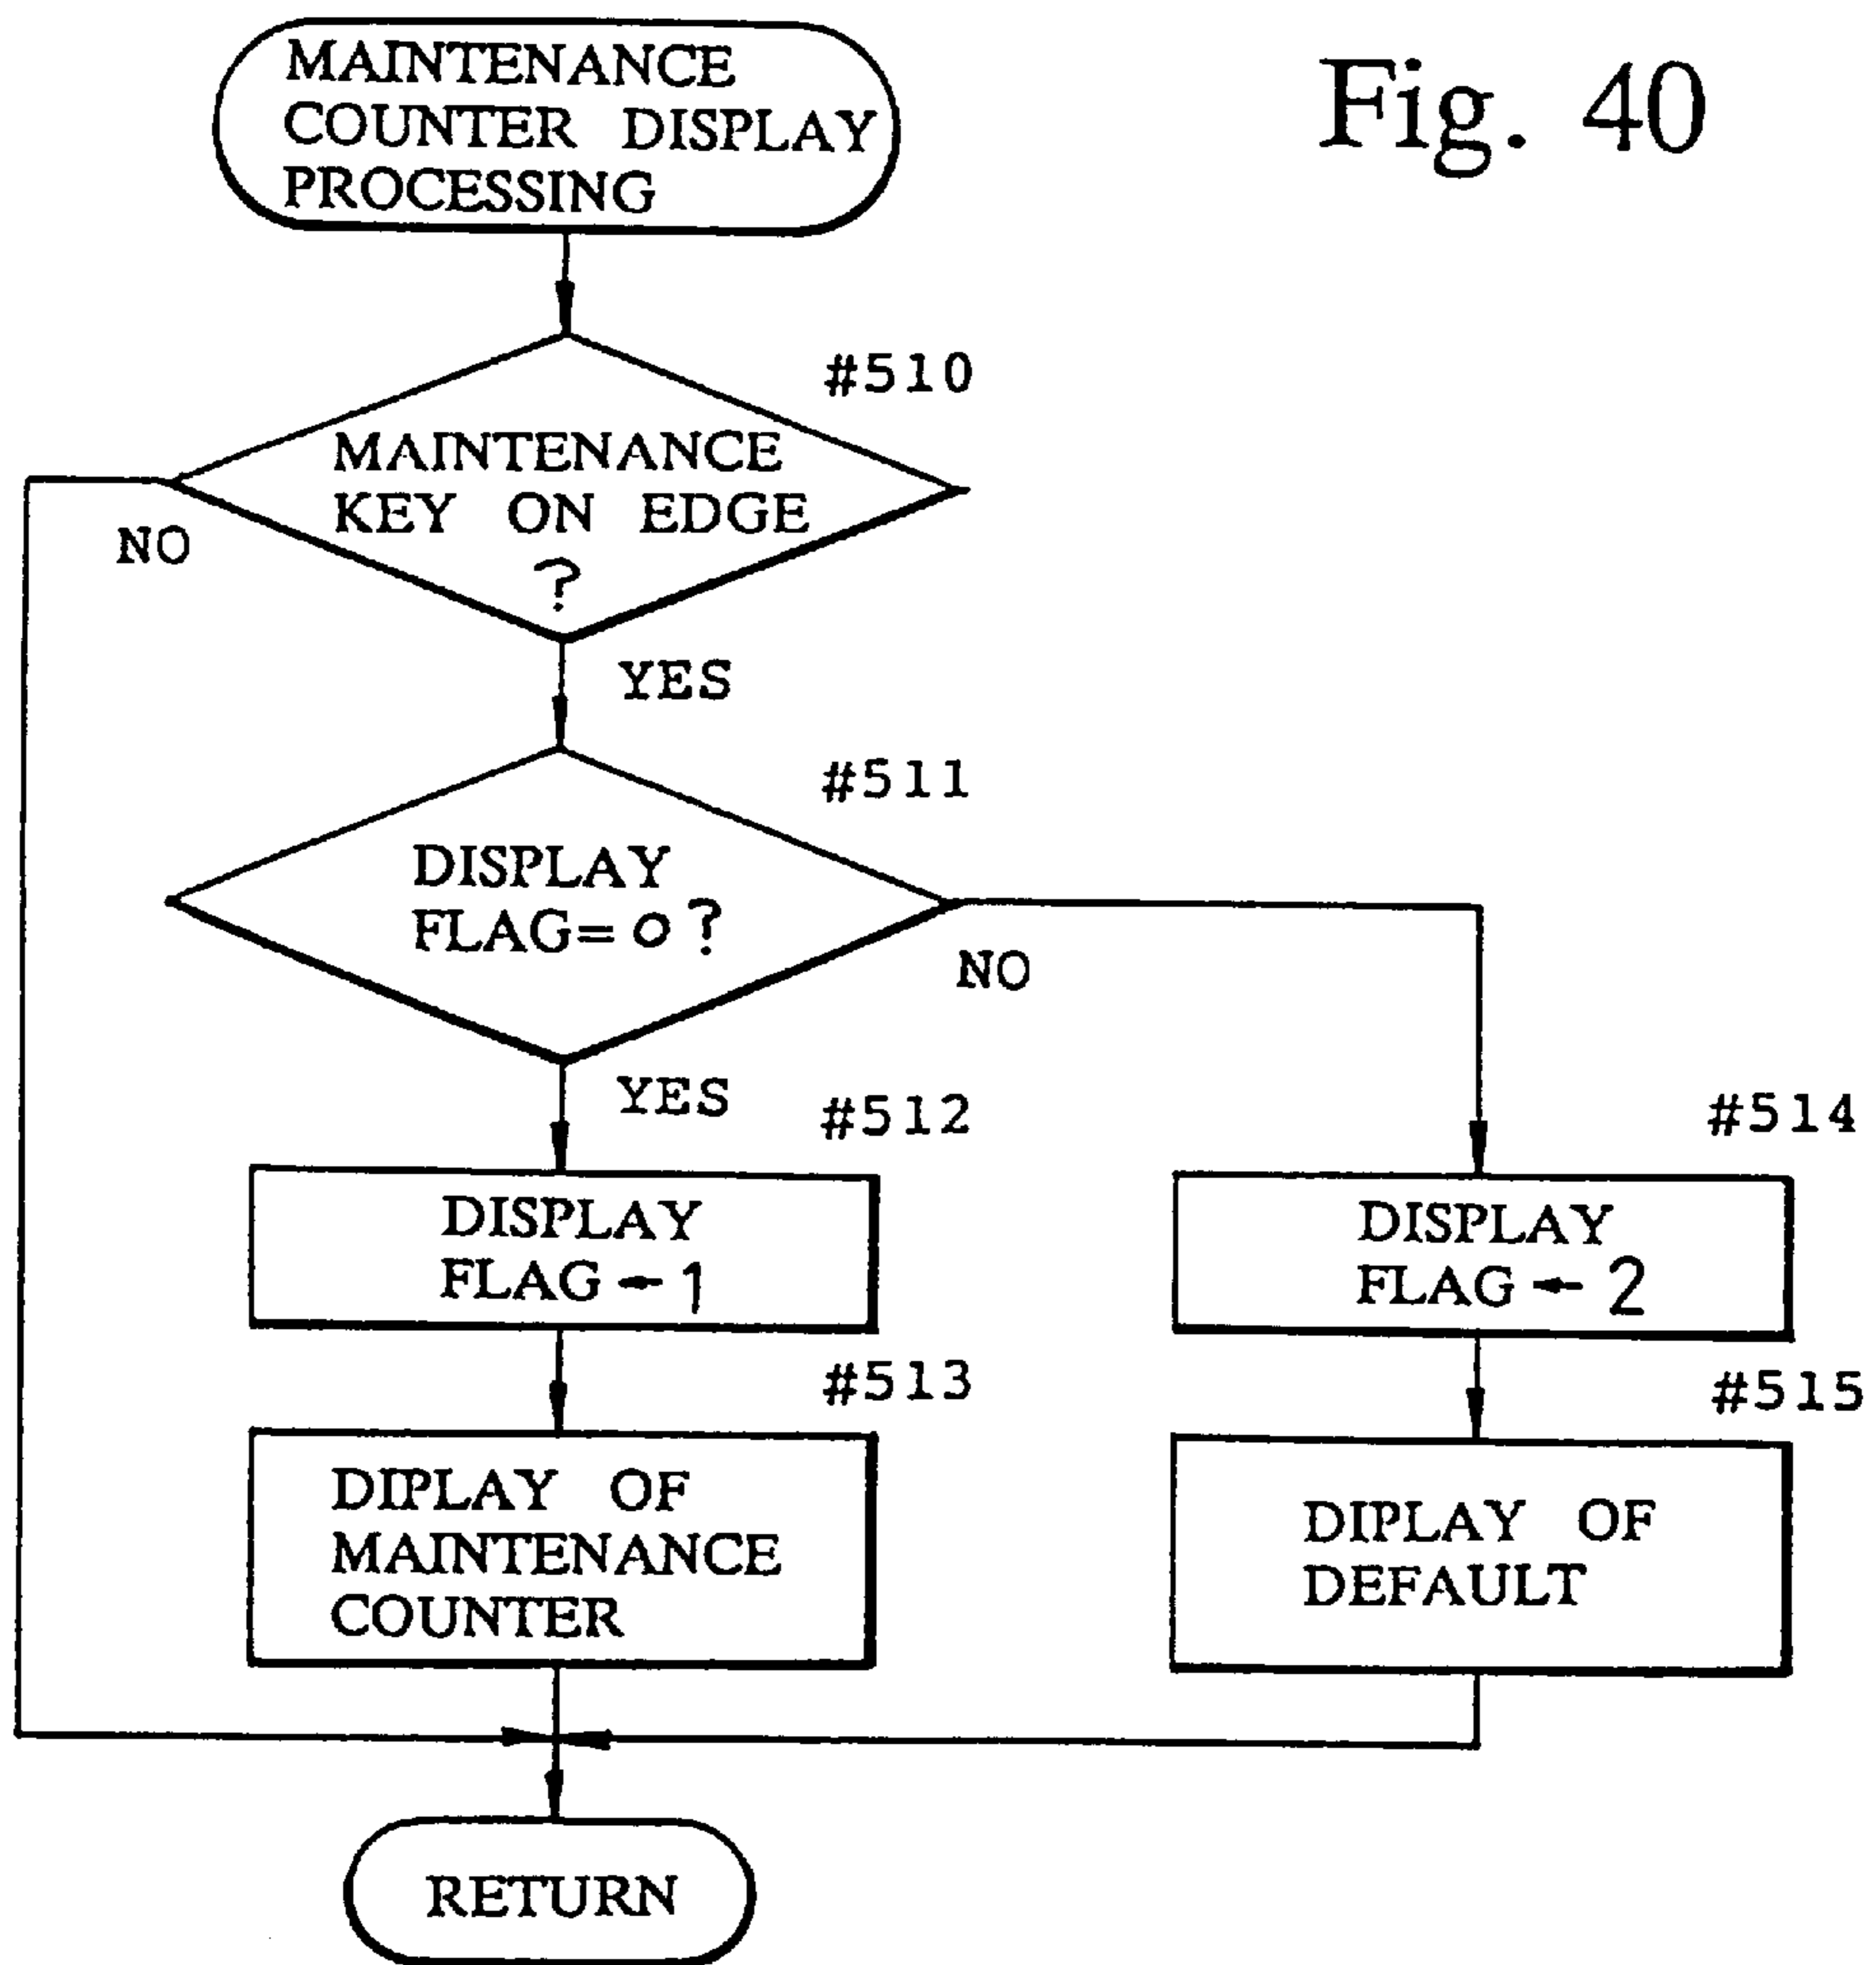 Fig. 40
MAINTENANCE
COUNTER DISPLAY
PROCESSING
#510
MAINTENANCE
KEY ON EDGE
?
NO
YES
#511
DISPLAY
FLAG=0?
NO
YES
#512
DISPLAY
FLAG←1
#513
DIPLAY OF
MAINTENANCE
COUNTER
#514
DISPLAY
FLAG←2
#515
DIPLAY OF
DEFAULT
RETURN